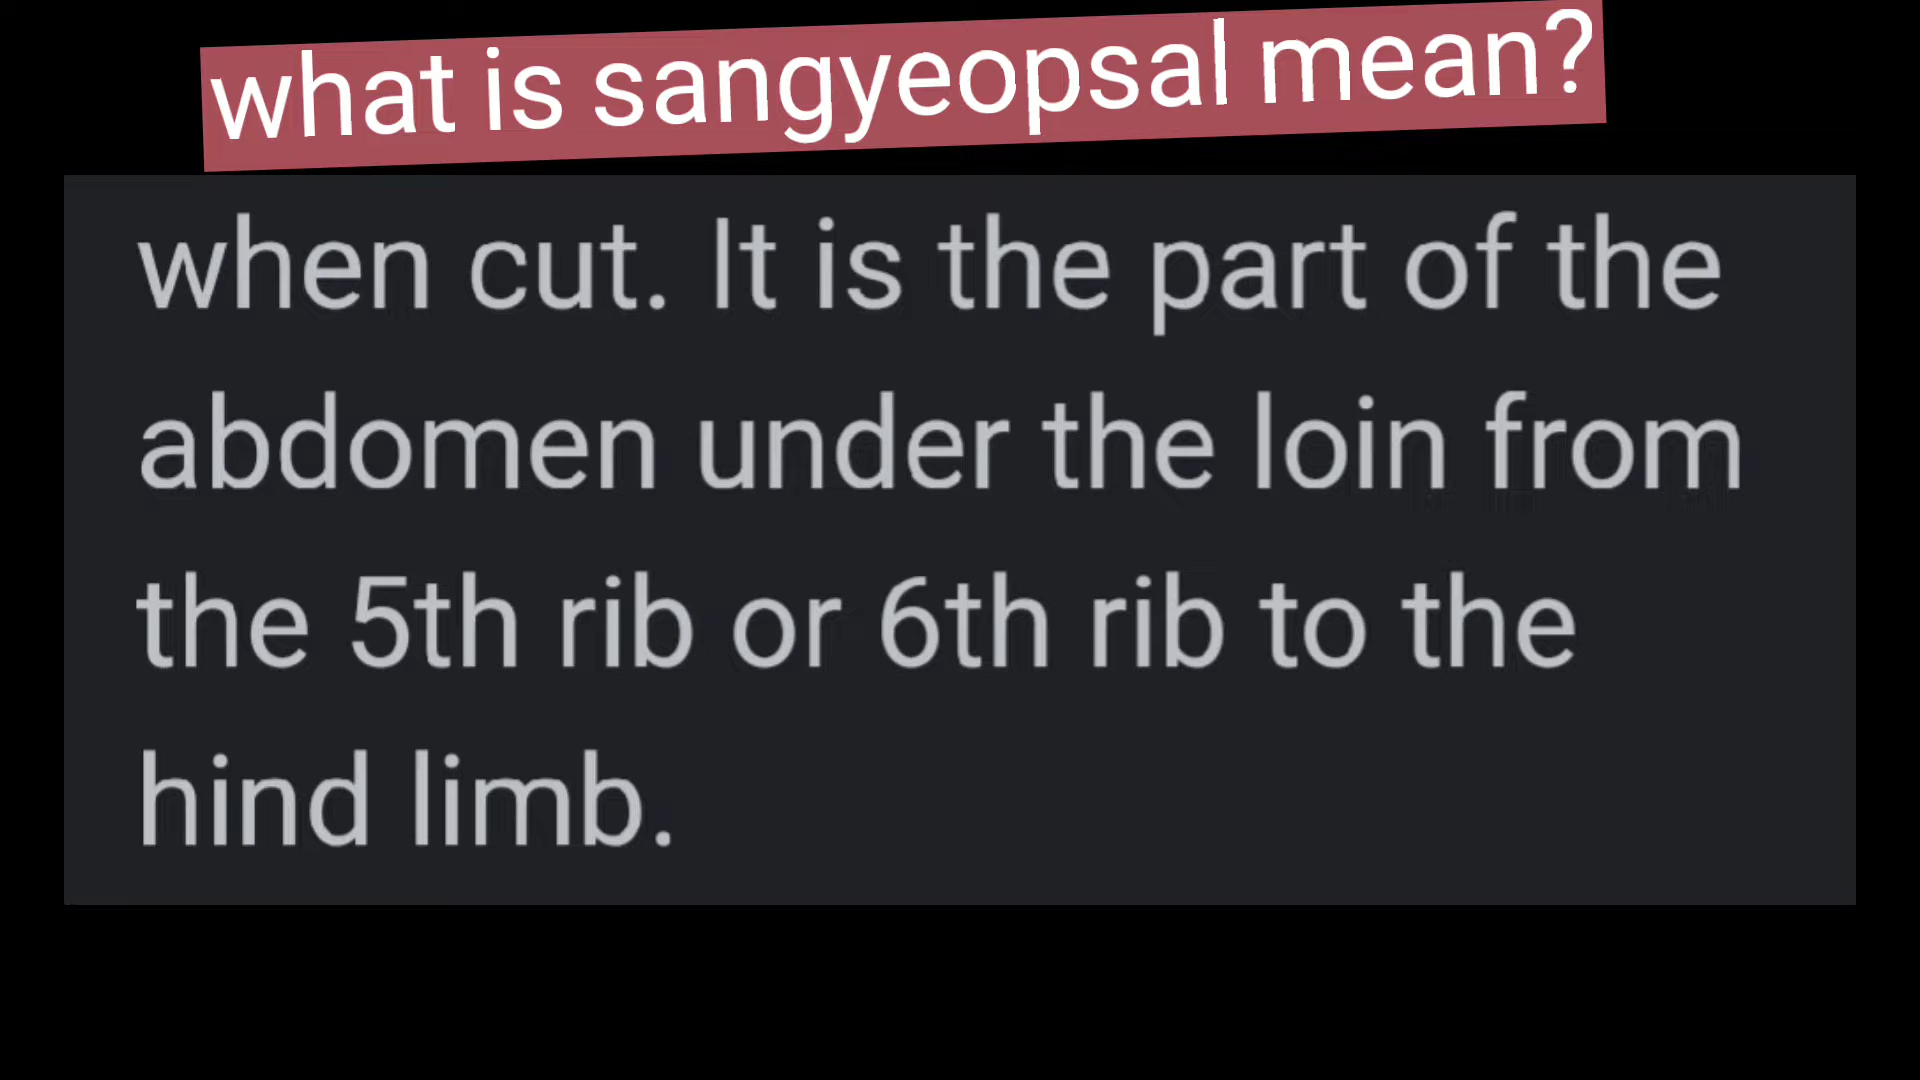 what is sangyeopsal mean?
when cut. It is the part of the
abdomen under the loin from
the 5th rib or 6th rib to the
hind limb.